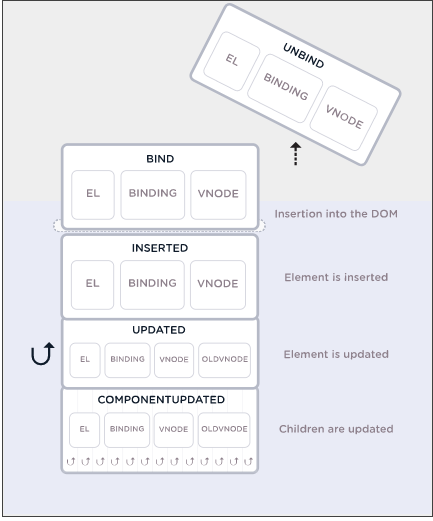 UNBIND
EL BINDING VNODE
BIND
EL BINDING VNODE
Insertion into the DOM
INSERTED
EL BINDING VNODE
Element is inserted
UPDATED
EL BINDING VNODE OLDVNODE
Element is updated
COMPONENTUPDATED
EL BINDING VNODE OLDVNODE
Children are updated